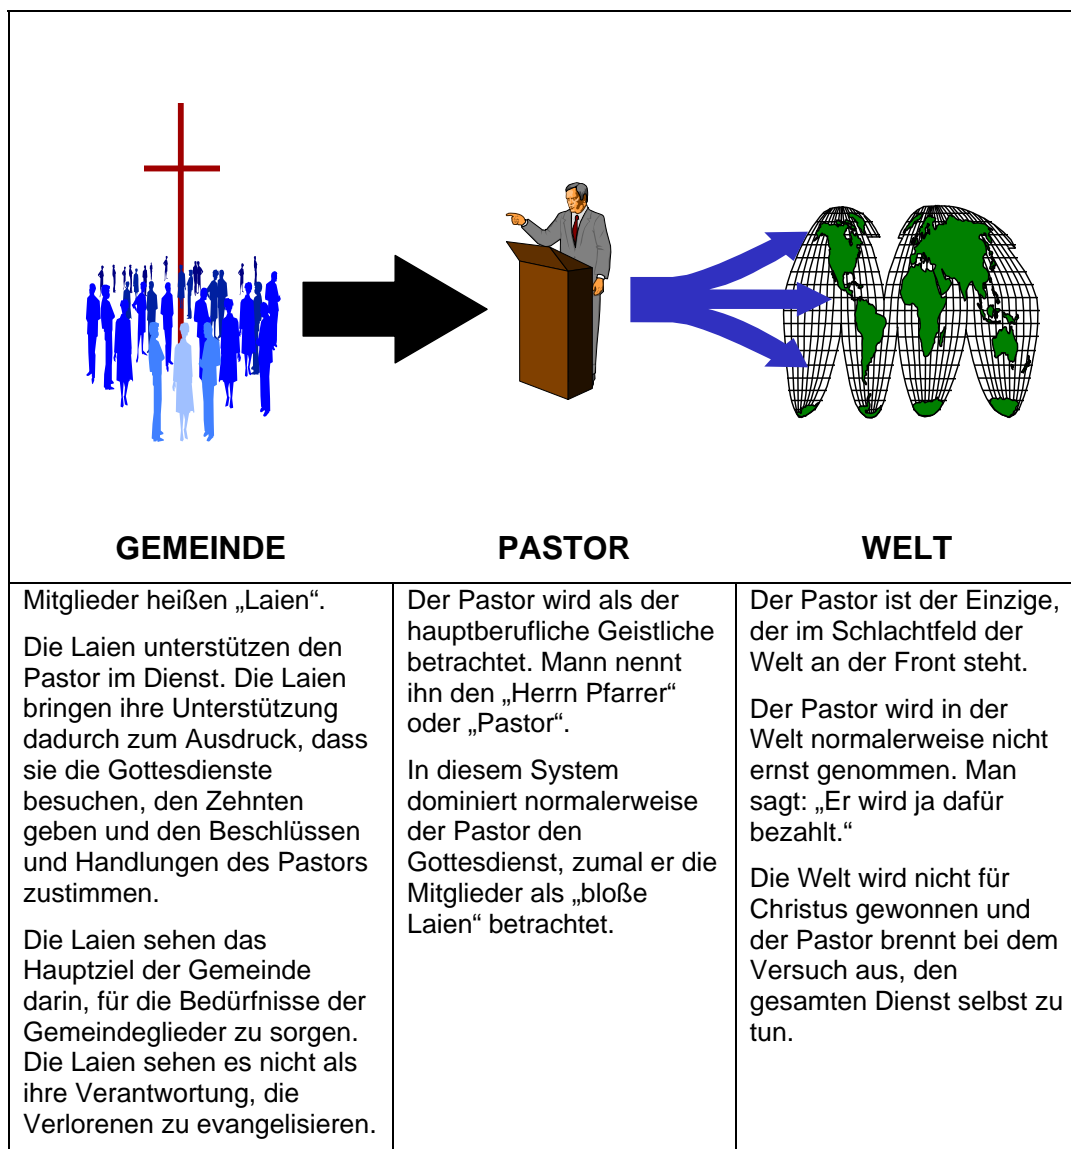 GEMEINDE
PASTOR
WELT
Mitglieder heißen „Laien“.
Die Laien unterstützen den
Pastor im Dienst. Die Laien
bringen ihre Unterstützung
dadurch zum Ausdruck, dass
sie die Gottesdienste
besuchen, den Zehnten
geben und den Beschlüssen
und Handlungen des Pastors
zustimmen.
Die Laien sehen das
Hauptziel der Gemeinde
darin, für die Bedürfnisse der
Gemeindeglieder zu sorgen.
Die Laien sehen es nicht als
ihre Verantwortung, die
Verlorenen zu evangelisieren.
Der Pastor wird als der
hauptberufliche Geistliche
betrachtet. Mann nennt
ihn den „Herrn Pfarrer“
oder „Pastor“.
In diesem System
dominiert normalerweise
der Pastor den
Gottesdienst, zumal er die
Mitglieder als „bloße
Laien“ betrachtet.
Der Pastor ist der Einzige,
der im Schlachtfeld der
Welt an der Front steht.
Der Pastor wird in der
Welt normalerweise nicht
ernst genommen. Man
sagt: „Er wird ja dafür
bezahlt.“
Die Welt wird nicht für
Christus gewonnen und
der Pastor brennt bei dem
Versuch aus, den
gesamten Dienst selbst zu
tun.